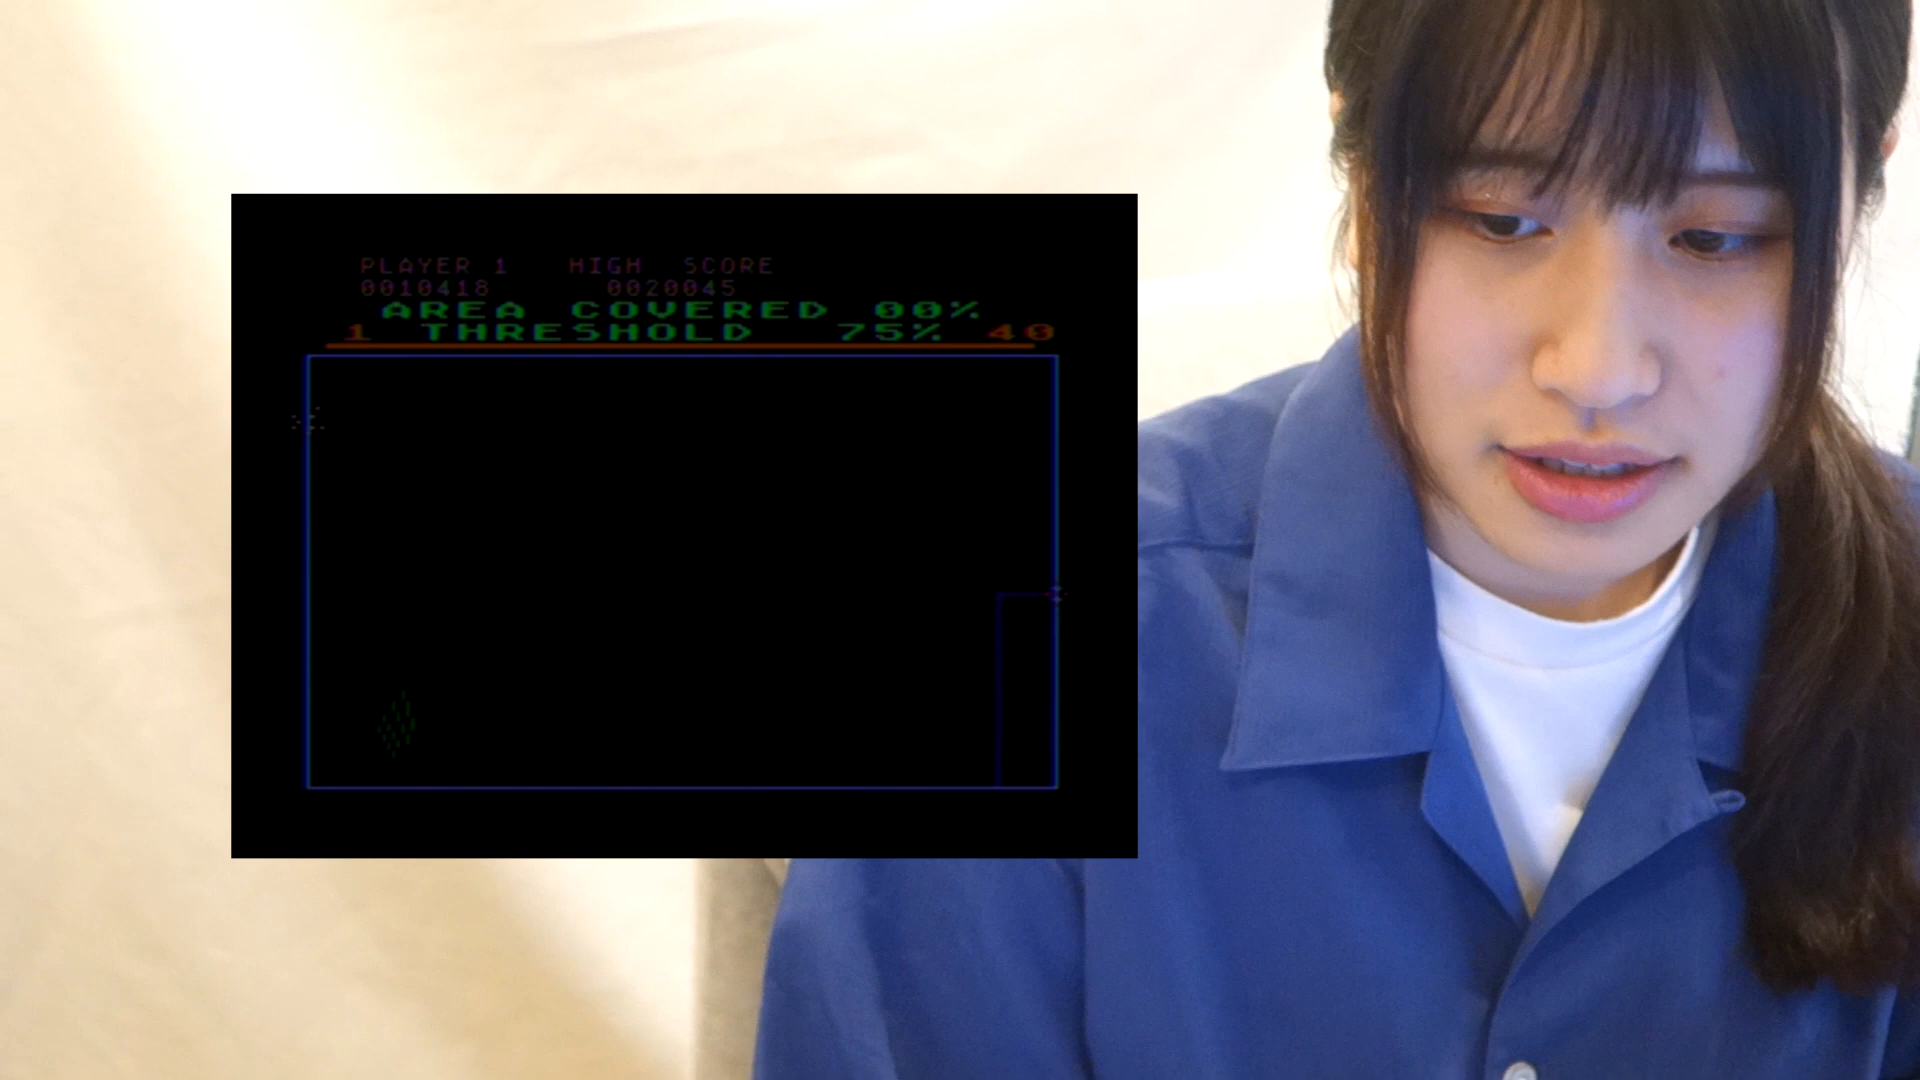 PLAYER 1 HIGH SCORE
0010418 0020045
AREA COVERED 00%
1 THRESHOLD 75% 40